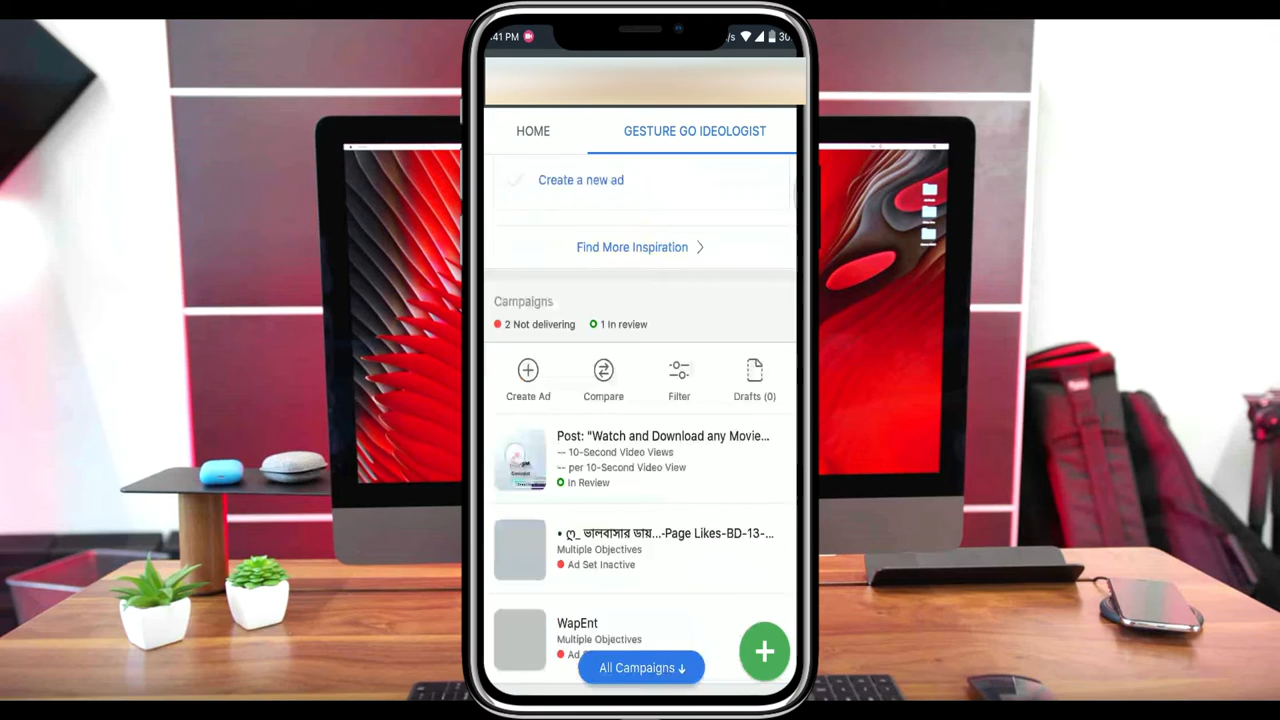 :41 PM
/s
30
HOME
GESTURE GO IDEOLOGIST
Create a new ad
Find More Inspiration
Campaigns
2 Not delivering
1 In review
Create Ad
Compare
Filter
Drafts (0)
Post: "Watch and Download any Movie...
-- 10-Second Video Views
-- per 10-Second Video View
In Review
• ღ_ ভালবাসার ডায়...-Page Likes-BD-13-...
Multiple Objectives
Ad Set Inactive
WapEnt
Multiple Objectives
Ad
All Campaigns ↓